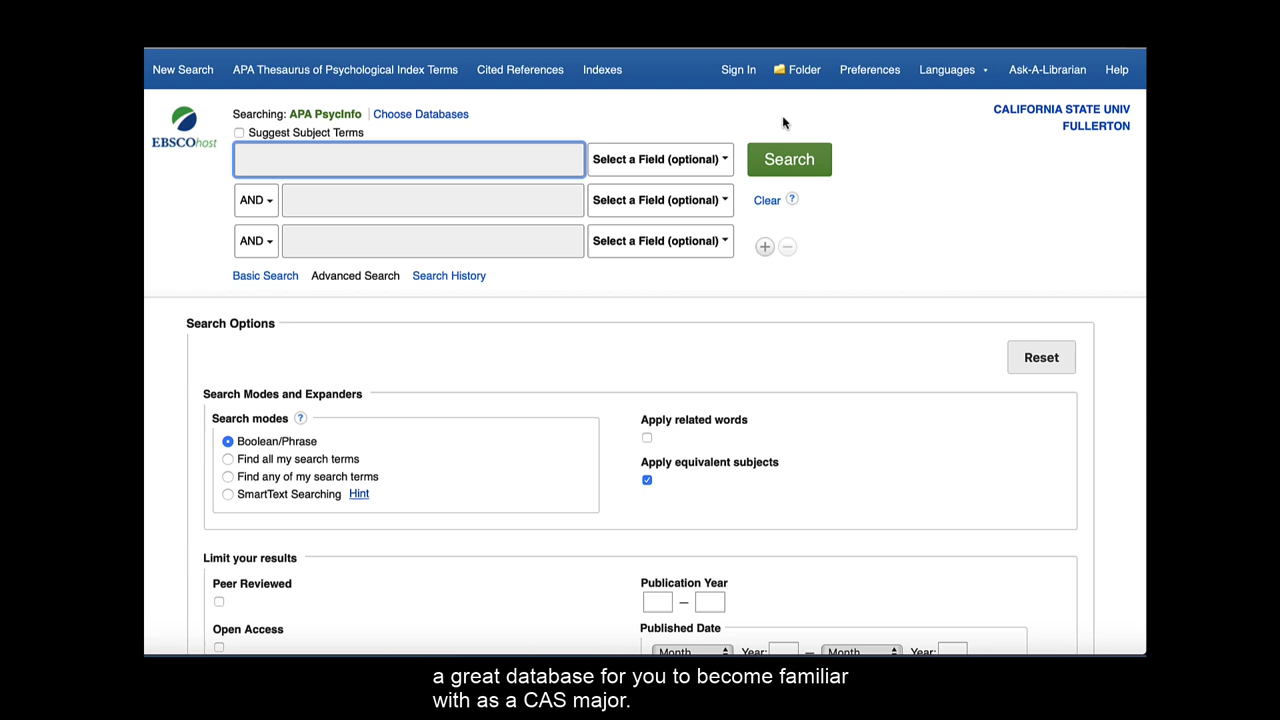 New Search APA Thesaurus of Psychological Index Terms Cited References Indexes Sign In Folder Preferences Languages Ask-A-Librarian Help
EBSCOhost
Searching: APA PsycInfo Choose Databases
CALIFORNIA STATE UNIV
FULLERTON
Suggest Subject Terms
Select a Field (optional) Search
AND Select a Field (optional) Clear ?
AND Select a Field (optional) + −
Basic Search Advanced Search Search History
Search Options
Reset
Search Modes and Expanders
Search modes ?
Boolean/Phrase
Find all my search terms
Find any of my search terms
SmartText Searching Hint
Apply related words
Apply equivalent subjects
Limit your results
Peer Reviewed
Open Access
Publication Year
–
Published Date
Month Year: – Month Year:
a great database for you to become familiar
with as a CAS major.